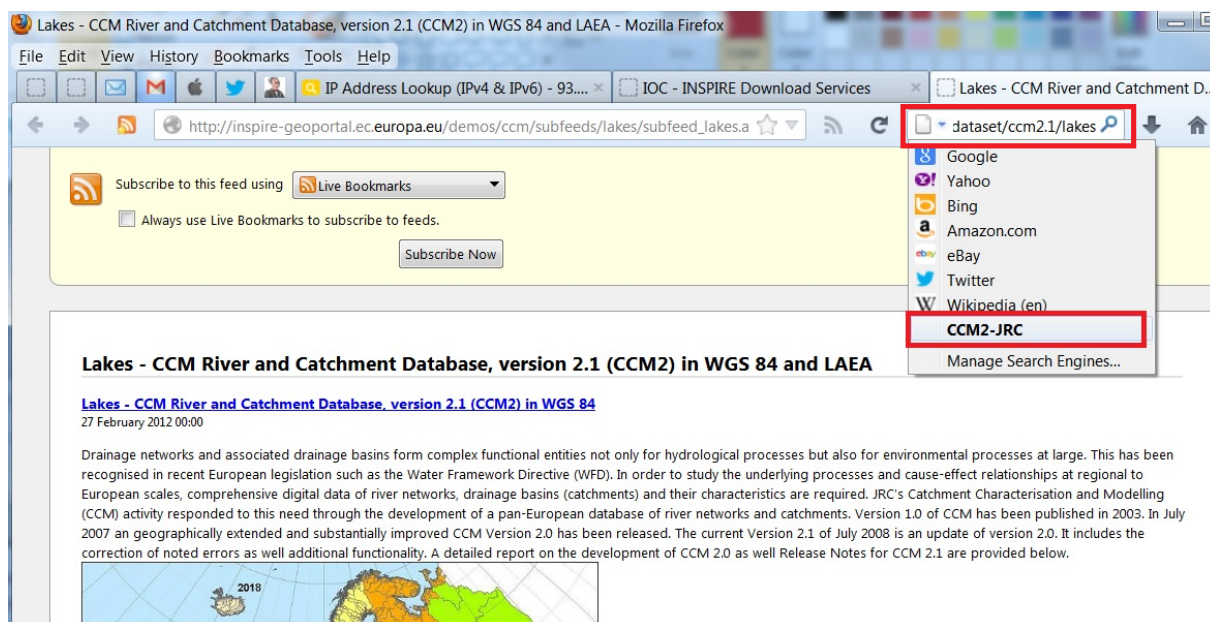 Lakes - CCM River and Catchment Database, version 2.1 (CCM2) in WGS 84 and LAEA - Mozilla Firefox
File Edit View History Bookmarks Tools Help
IP Address Lookup (IPv4 & IPv6) - 93.... IOC - INSPIRE Download Services Lakes - CCM River and Catchment D..
http://inspire-geoportal.ec.europa.eu/demos/ccm/subfeeds/lakes/subfeed_lakes.a dataset/ccm2.1/lakes
Google
Subscribe to this feed using Live Bookmarks
Yahoo
Always use Live Bookmarks to subscribe to feeds.
Bing
Amazon.com
Subscribe Now
eBay
Twitter
Wikipedia (en)
CCM2-JRC
Manage Search Engines...
Lakes - CCM River and Catchment Database, version 2.1 (CCM2) in WGS 84 and LAEA
Lakes - CCM River and Catchment Database, version 2.1 (CCM2) in WGS 84
27 February 2012 00:00
Drainage networks and associated drainage basins form complex functional entities not only for hydrological processes but also for environmental processes at large. This has been
recognised in recent European legislation such as the Water Framework Directive (WFD). In order to study the underlying processes and cause-effect relationships at regional to
European scales, comprehensive digital data of river networks, drainage basins (catchments) and their characteristics are required. JRC's Catchment Characterisation and Modelling
(CCM) activity responded to this need through the development of a pan-European database of river networks and catchments. Version 1.0 of CCM has been published in 2003. In July
2007 an geographically extended and substantially improved CCM Version 2.0 has been released. The current Version 2.1 of July 2008 is an update of version 2.0. It includes the
correction of noted errors as well additional functionality. A detailed report on the development of CCM 2.0 as well Release Notes for CCM 2.1 are provided below.
2018